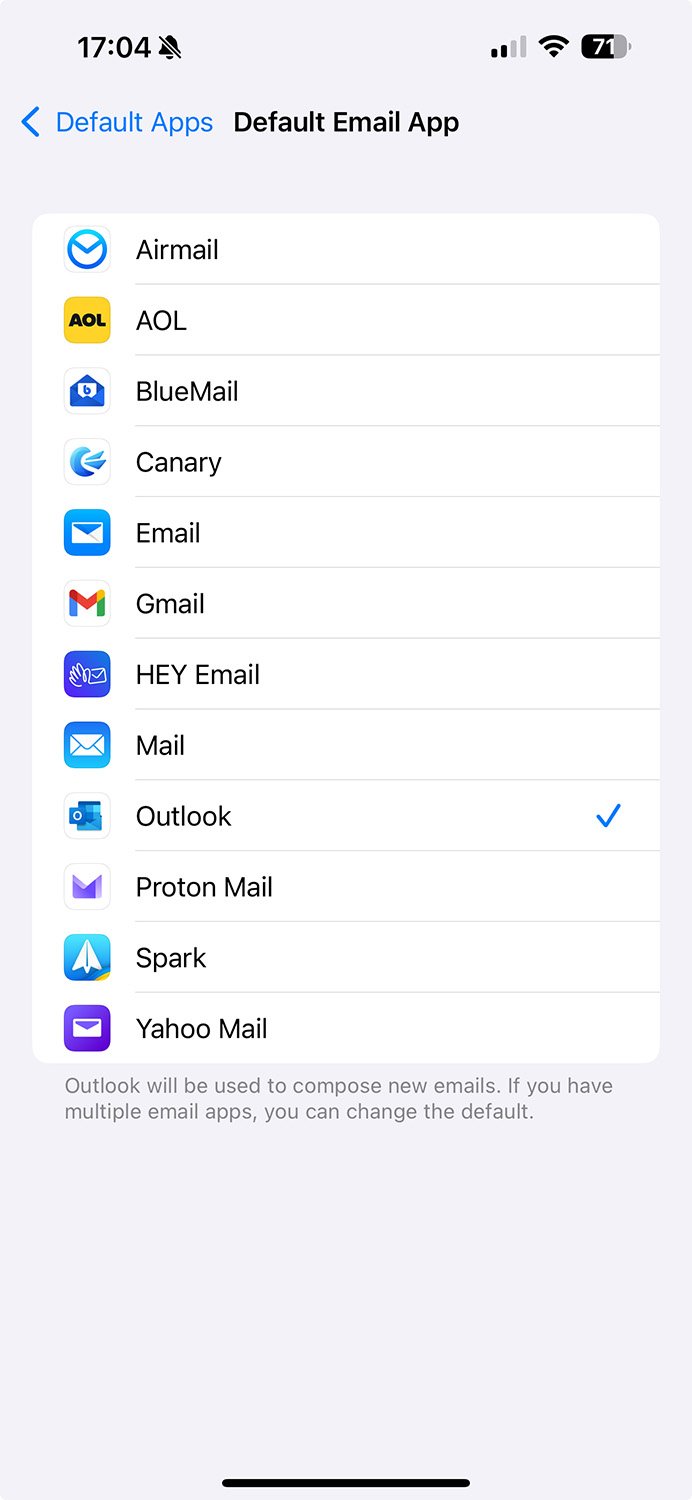 17:04 71
Default Apps Default Email App
Airmail
AOL AOL
BlueMail
Canary
Email
Gmail
HEY Email
Mail
Outlook
Proton Mail
Spark
Yahoo Mail
Outlook will be used to compose new emails. If you have
multiple email apps, you can change the default.